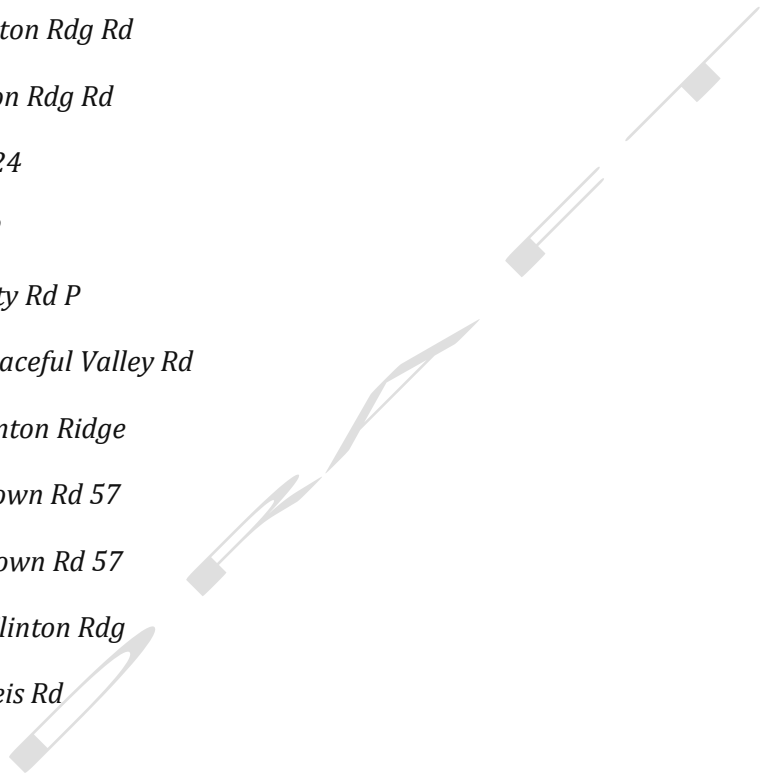 ton Rdg Rd
on Rdg Rd
24
ty Rd P
aceful Valley Rd
nton Ridge
own Rd 57
own Rd 57
linton Rdg
eis Rd